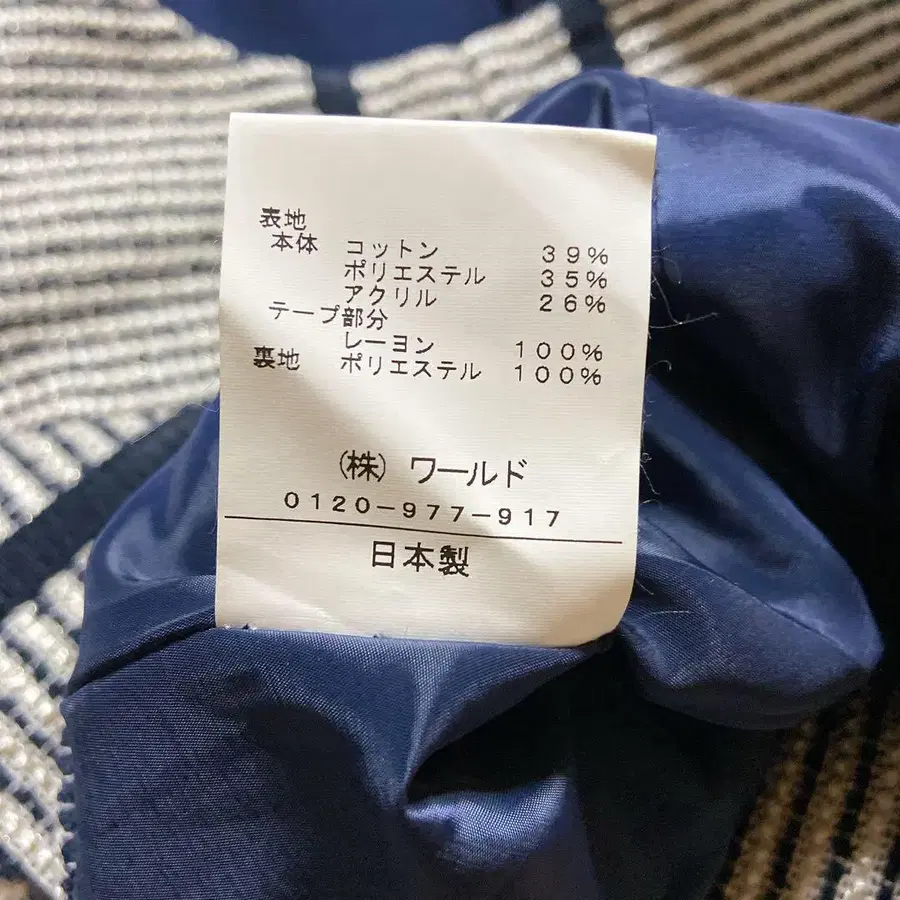 表地
本体 コットン 39%
ポリエステル 35%
アクリル 26%
テープ部分
レーヨン 100%
裏地 ポリエステル 100%
(株) ワールド
0120-977-917
日本製